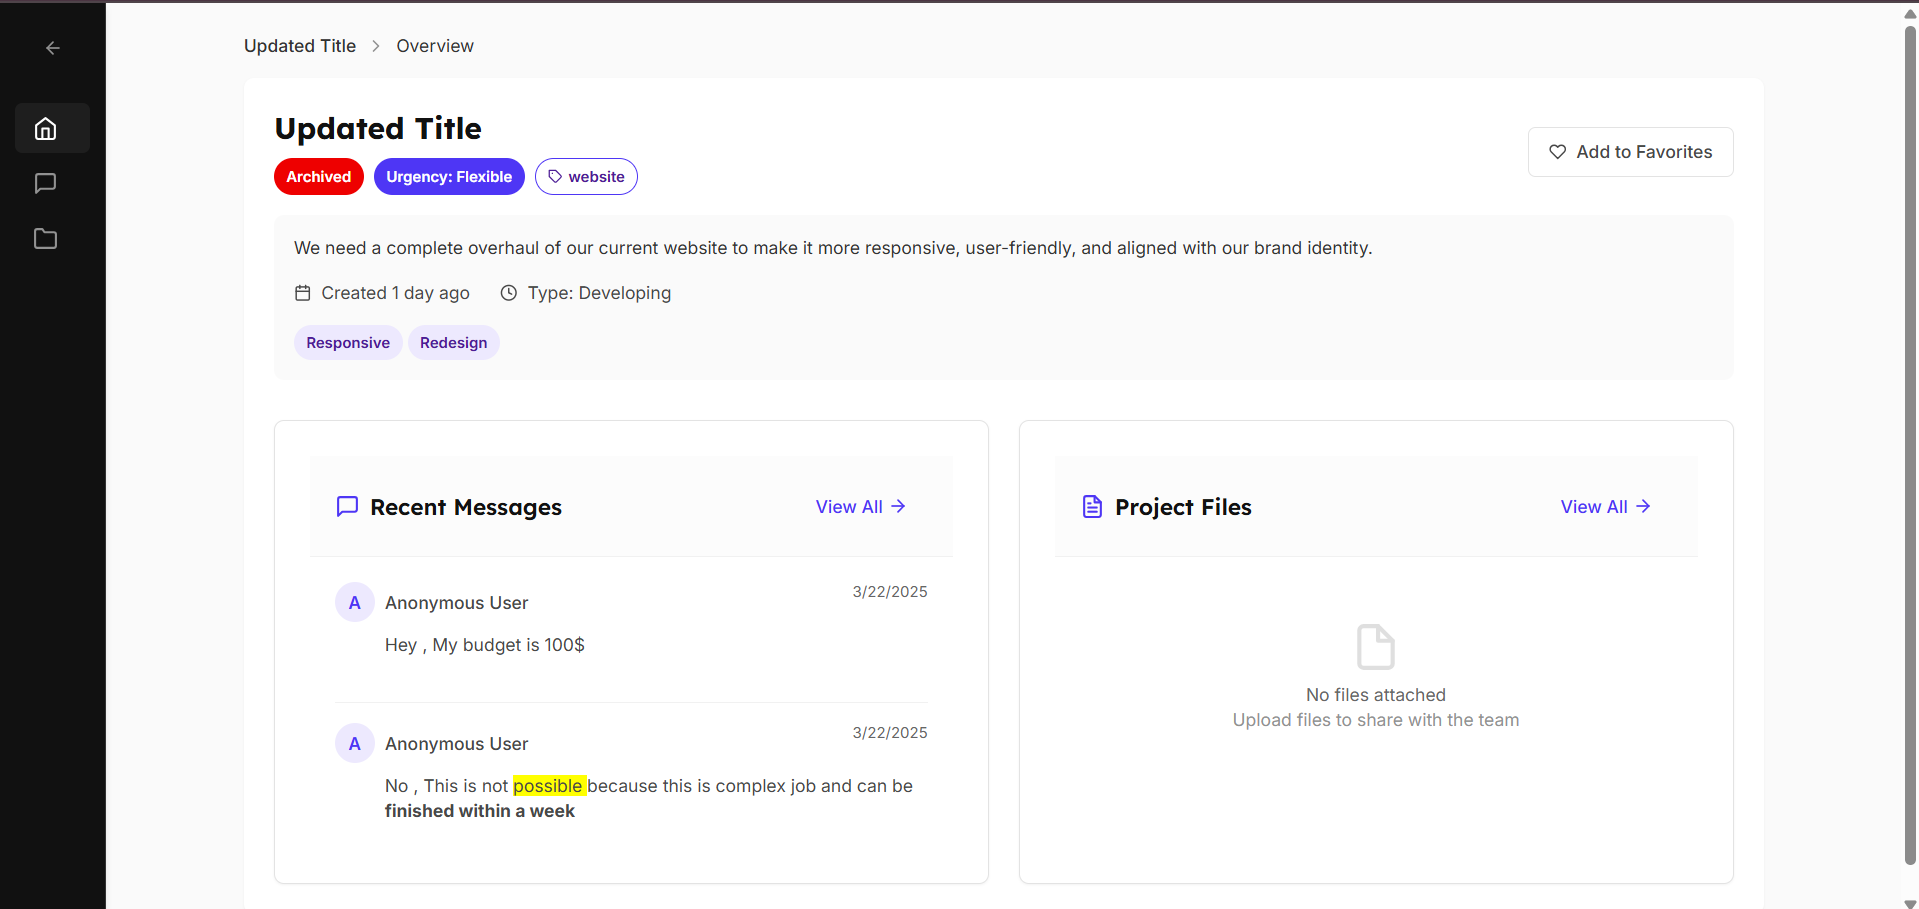 Updated Title > Overview
Updated Title
Archived
Urgency: Flexible
website
Add to Favorites
We need a complete overhaul of our current website to make it more responsive, user-friendly, and aligned with our brand identity.
Created 1 day ago
Type: Developing
Responsive
Redesign
Recent Messages
View All →
A
Anonymous User
3/22/2025
Hey , My budget is 100$
A
Anonymous User
3/22/2025
No , This is not possible because this is complex job and can be
finished within a week
Project Files
View All →
No files attached
Upload files to share with the team